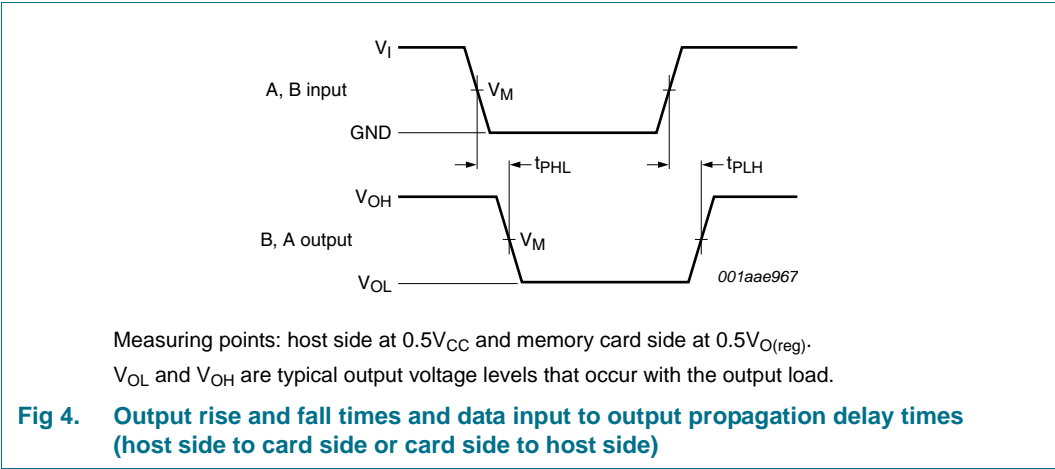 V_I
A, B input
V_M
GND
t_PHL
t_PLH
V_OH
B, A output
V_M
V_OL
001aae967
Measuring points: host side at 0.5V_CC and memory card side at 0.5V_O(reg).
V_OL and V_OH are typical output voltage levels that occur with the output load.
Fig 4. Output rise and fall times and data input to output propagation delay times
(host side to card side or card side to host side)